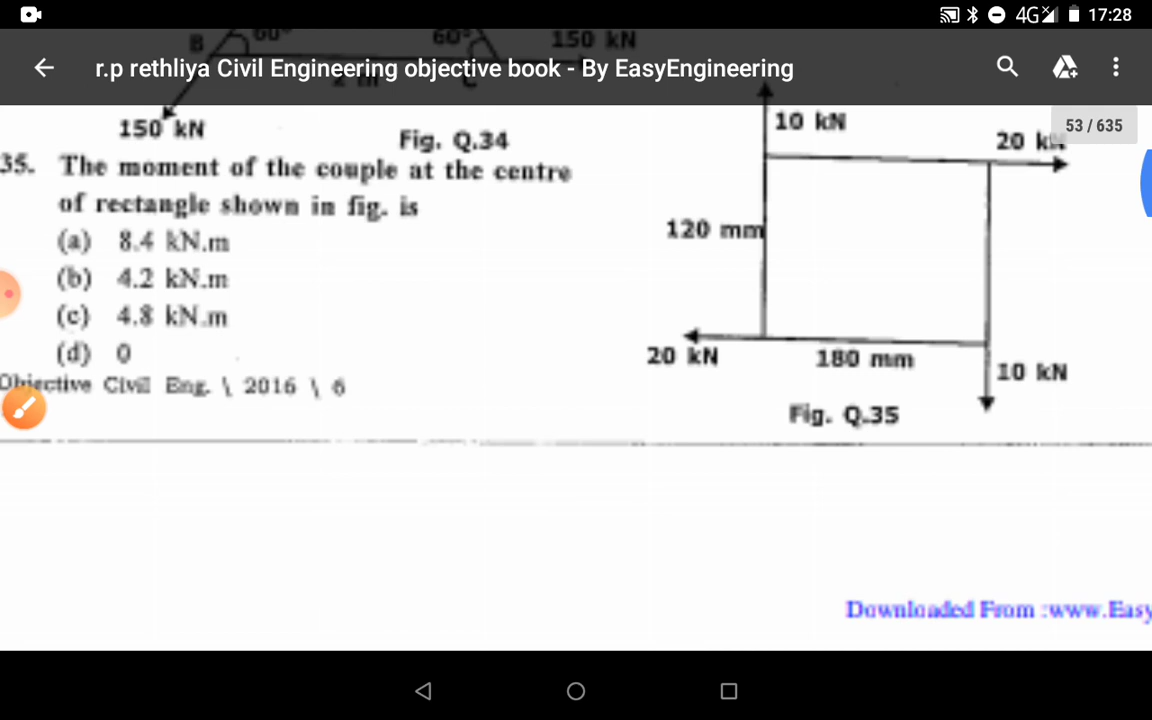 4G 17:28
B 60° 60° 150 kN
r.p rethliya Civil Engineering objective book - By EasyEngineering
2 m C
150 kN
Fig. Q.34
10 kN
20 kN
53 / 635
35. The moment of the couple at the centre
of rectangle shown in fig. is
(a) 8.4 kN.m
(b) 4.2 kN.m
(c) 4.8 kN.m
(d) 0
Objective Civil Eng. \ 2016 \ 6
120 mm
20 kN
180 mm
10 kN
Fig. Q.35
Downloaded From :www.Easy